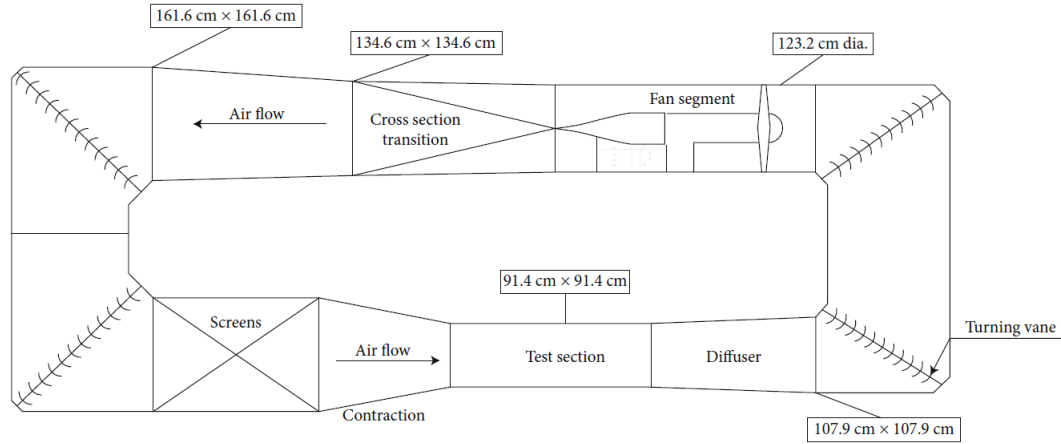 161.6 cm × 161.6 cm
134.6 cm × 134.6 cm
123.2 cm dia.
Fan segment
Air flow
Cross section
transition
91.4 cm × 91.4 cm
Screens
Turning vane
Air flow
Test section
Diffuser
Contraction
107.9 cm × 107.9 cm